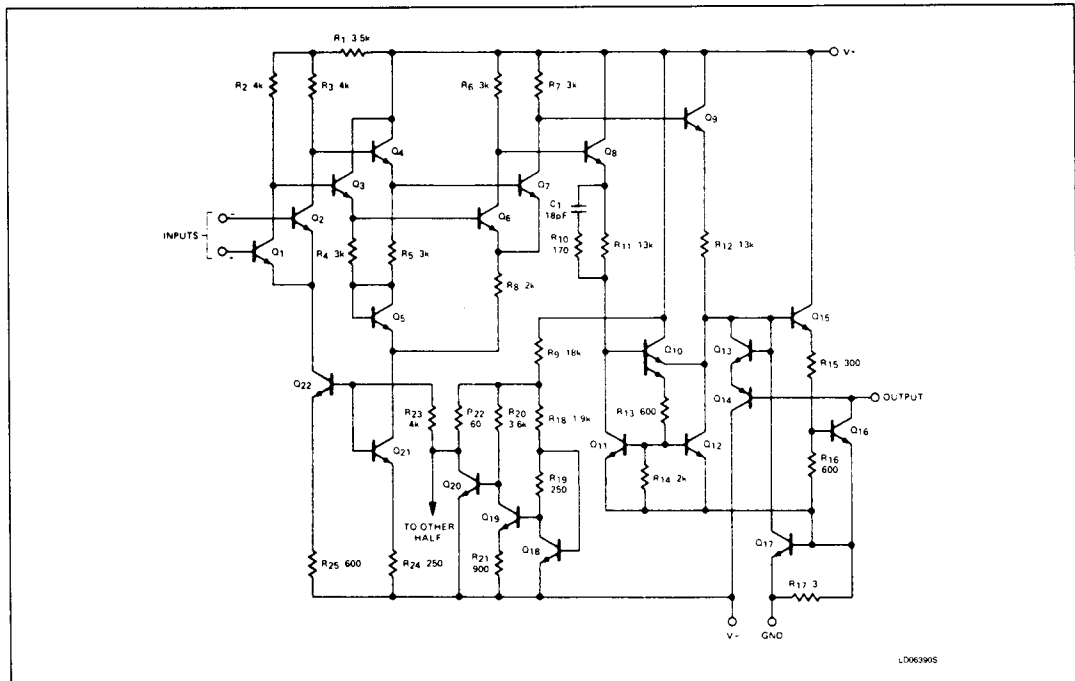 R1 3.5k
V+
R2 4k
R3 4k
R6 3k
R7 3k
Q9
Q4
Q8
Q3
Q7
C1
18pF
Q2
Q6
INPUTS
-
R10
170
R11 13k
R12 13k
Q1
R4 3k
R5 3k
R8 2k
Q5
Q15
R9 18k
Q10
Q13
R15 300
Q22
Q14
OUTPUT
R23
4k
R22
60
R20
3.6k
R18 1.9k
R13 600
Q16
Q21
Q11
Q12
R16
600
Q20
R19
250
R14 2k
TO OTHER
HALF
Q19
Q18
Q17
R25 600
R24 250
R21
900
R17 3
V-
GND
LD06390S